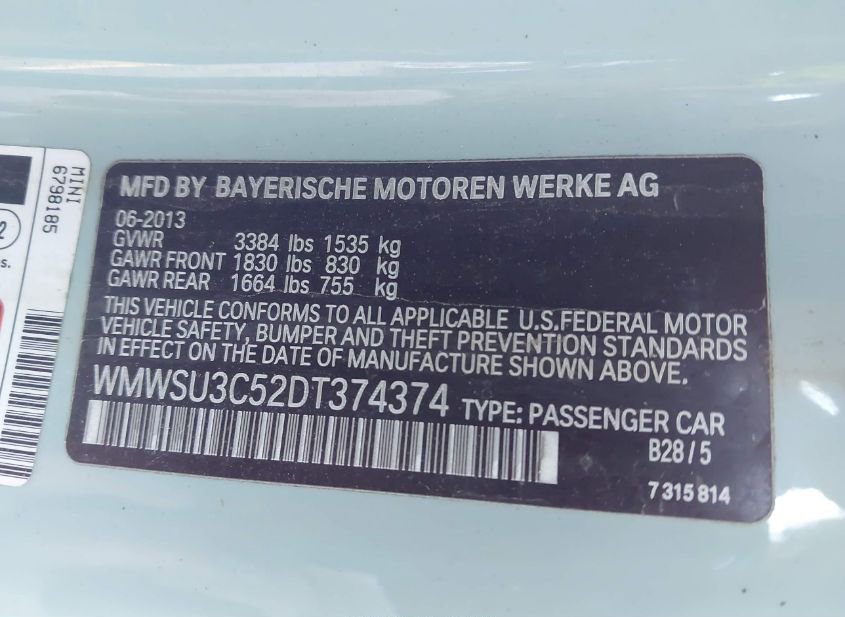 MINI
6798185
2
s.
MFD BY BAYERISCHE MOTOREN WERKE AG
06-2013
GVWR 3384 lbs 1535 kg
GAWR FRONT 1830 lbs 830 kg
GAWR REAR 1664 lbs 755 kg
THIS VEHICLE CONFORMS TO ALL APPLICABLE U.S.FEDERAL MOTOR
VEHICLE SAFETY, BUMPER AND THEFT PREVENTION STANDARDS
IN EFFECT ON THE DATE OF MANUFACTURE SHOWN ABOVE.
WMWSU3C52DT374374 TYPE: PASSENGER CAR
B28/5
7 315 814